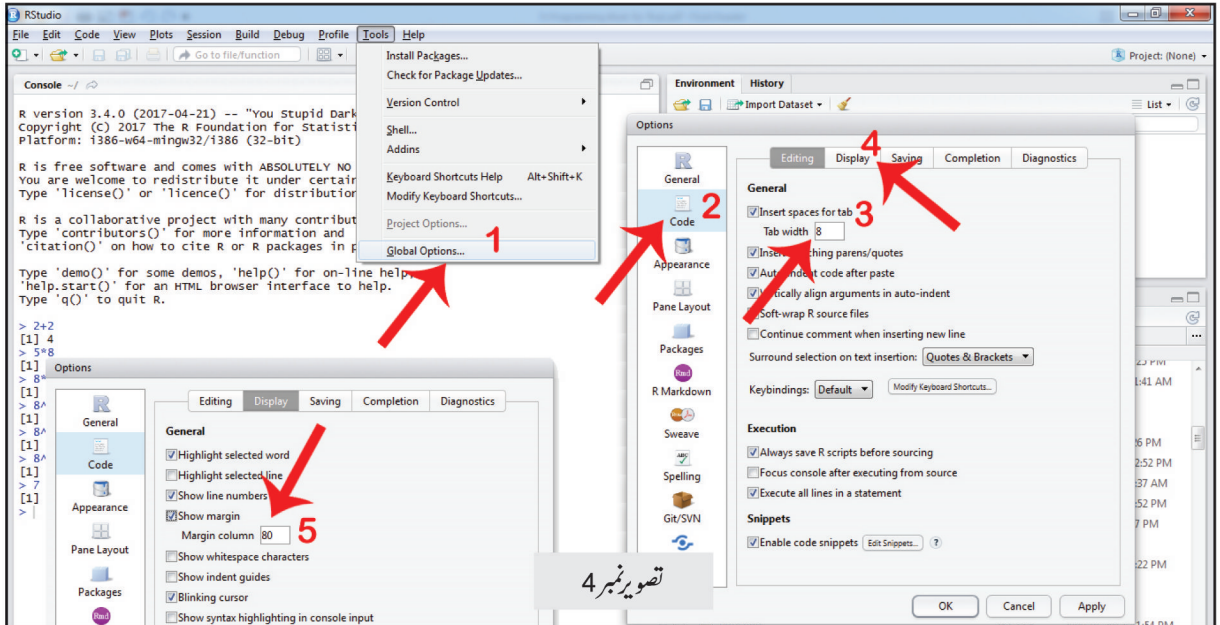 RStudio
File Edit Code View Plots Session Build Debug Profile Tools Help
Go to file/function
Project: (None)
Console ~/
R version 3.4.0 (2017-04-21) -- "You Stupid Dark
Copyright (C) 2017 The R Foundation for Statisti
Platform: i386-w64-mingw32/i386 (32-bit)
R is free software and comes with ABSOLUTELY NO
You are welcome to redistribute it under certain
Type 'license()' or 'licence()' for distribution
R is a collaborative project with many contribut
Type 'contributors()' for more information and
'citation()' on how to cite R or R packages in p
Type 'demo()' for some demos, 'help()' for on-line help,
'help.start()' for an HTML browser interface to help.
Type 'q()' to quit R.
> 2+2
[1] 4
> 5*8
[1]
> 8*
[1]
> 8^
[1]
> 8^
[1]
> 8^
[1]
> 7
[1]
>
Install Packages...
Check for Package Updates...
Version Control
Shell...
Addins
Keyboard Shortcuts Help Alt+Shift+K
Modify Keyboard Shortcuts...
Project Options...
Global Options...
1
Environment History
Import Dataset
List
Options
General
Code
Appearance
Pane Layout
Packages
R Markdown
Sweave
Spelling
Git/SVN
2
Editing Display Saving Completion Diagnostics
4
General
Insert spaces for tab
Tab width 8
3
Auto-indent code after paste
Vertically align arguments in auto-indent
Soft-wrap R source files
Continue comment when inserting new line
Surround selection on text insertion: Quotes & Brackets
Keybindings: Default Modify Keyboard Shortcuts...
Execution
Always save R scripts before sourcing
Focus console after executing from source
Execute all lines in a statement
Snippets
Enable code snippets Edit Snippets... ?
OK Cancel Apply
Options
General
Code
Appearance
Pane Layout
Packages
Rmd
Editing Display Saving Completion Diagnostics
General
Highlight selected word
Highlight selected line
Show line numbers
Show margin
Margin column 80
5
Show whitespace characters
Show indent guides
Blinking cursor
Show syntax highlighting in console input
تصویر نمبر 4